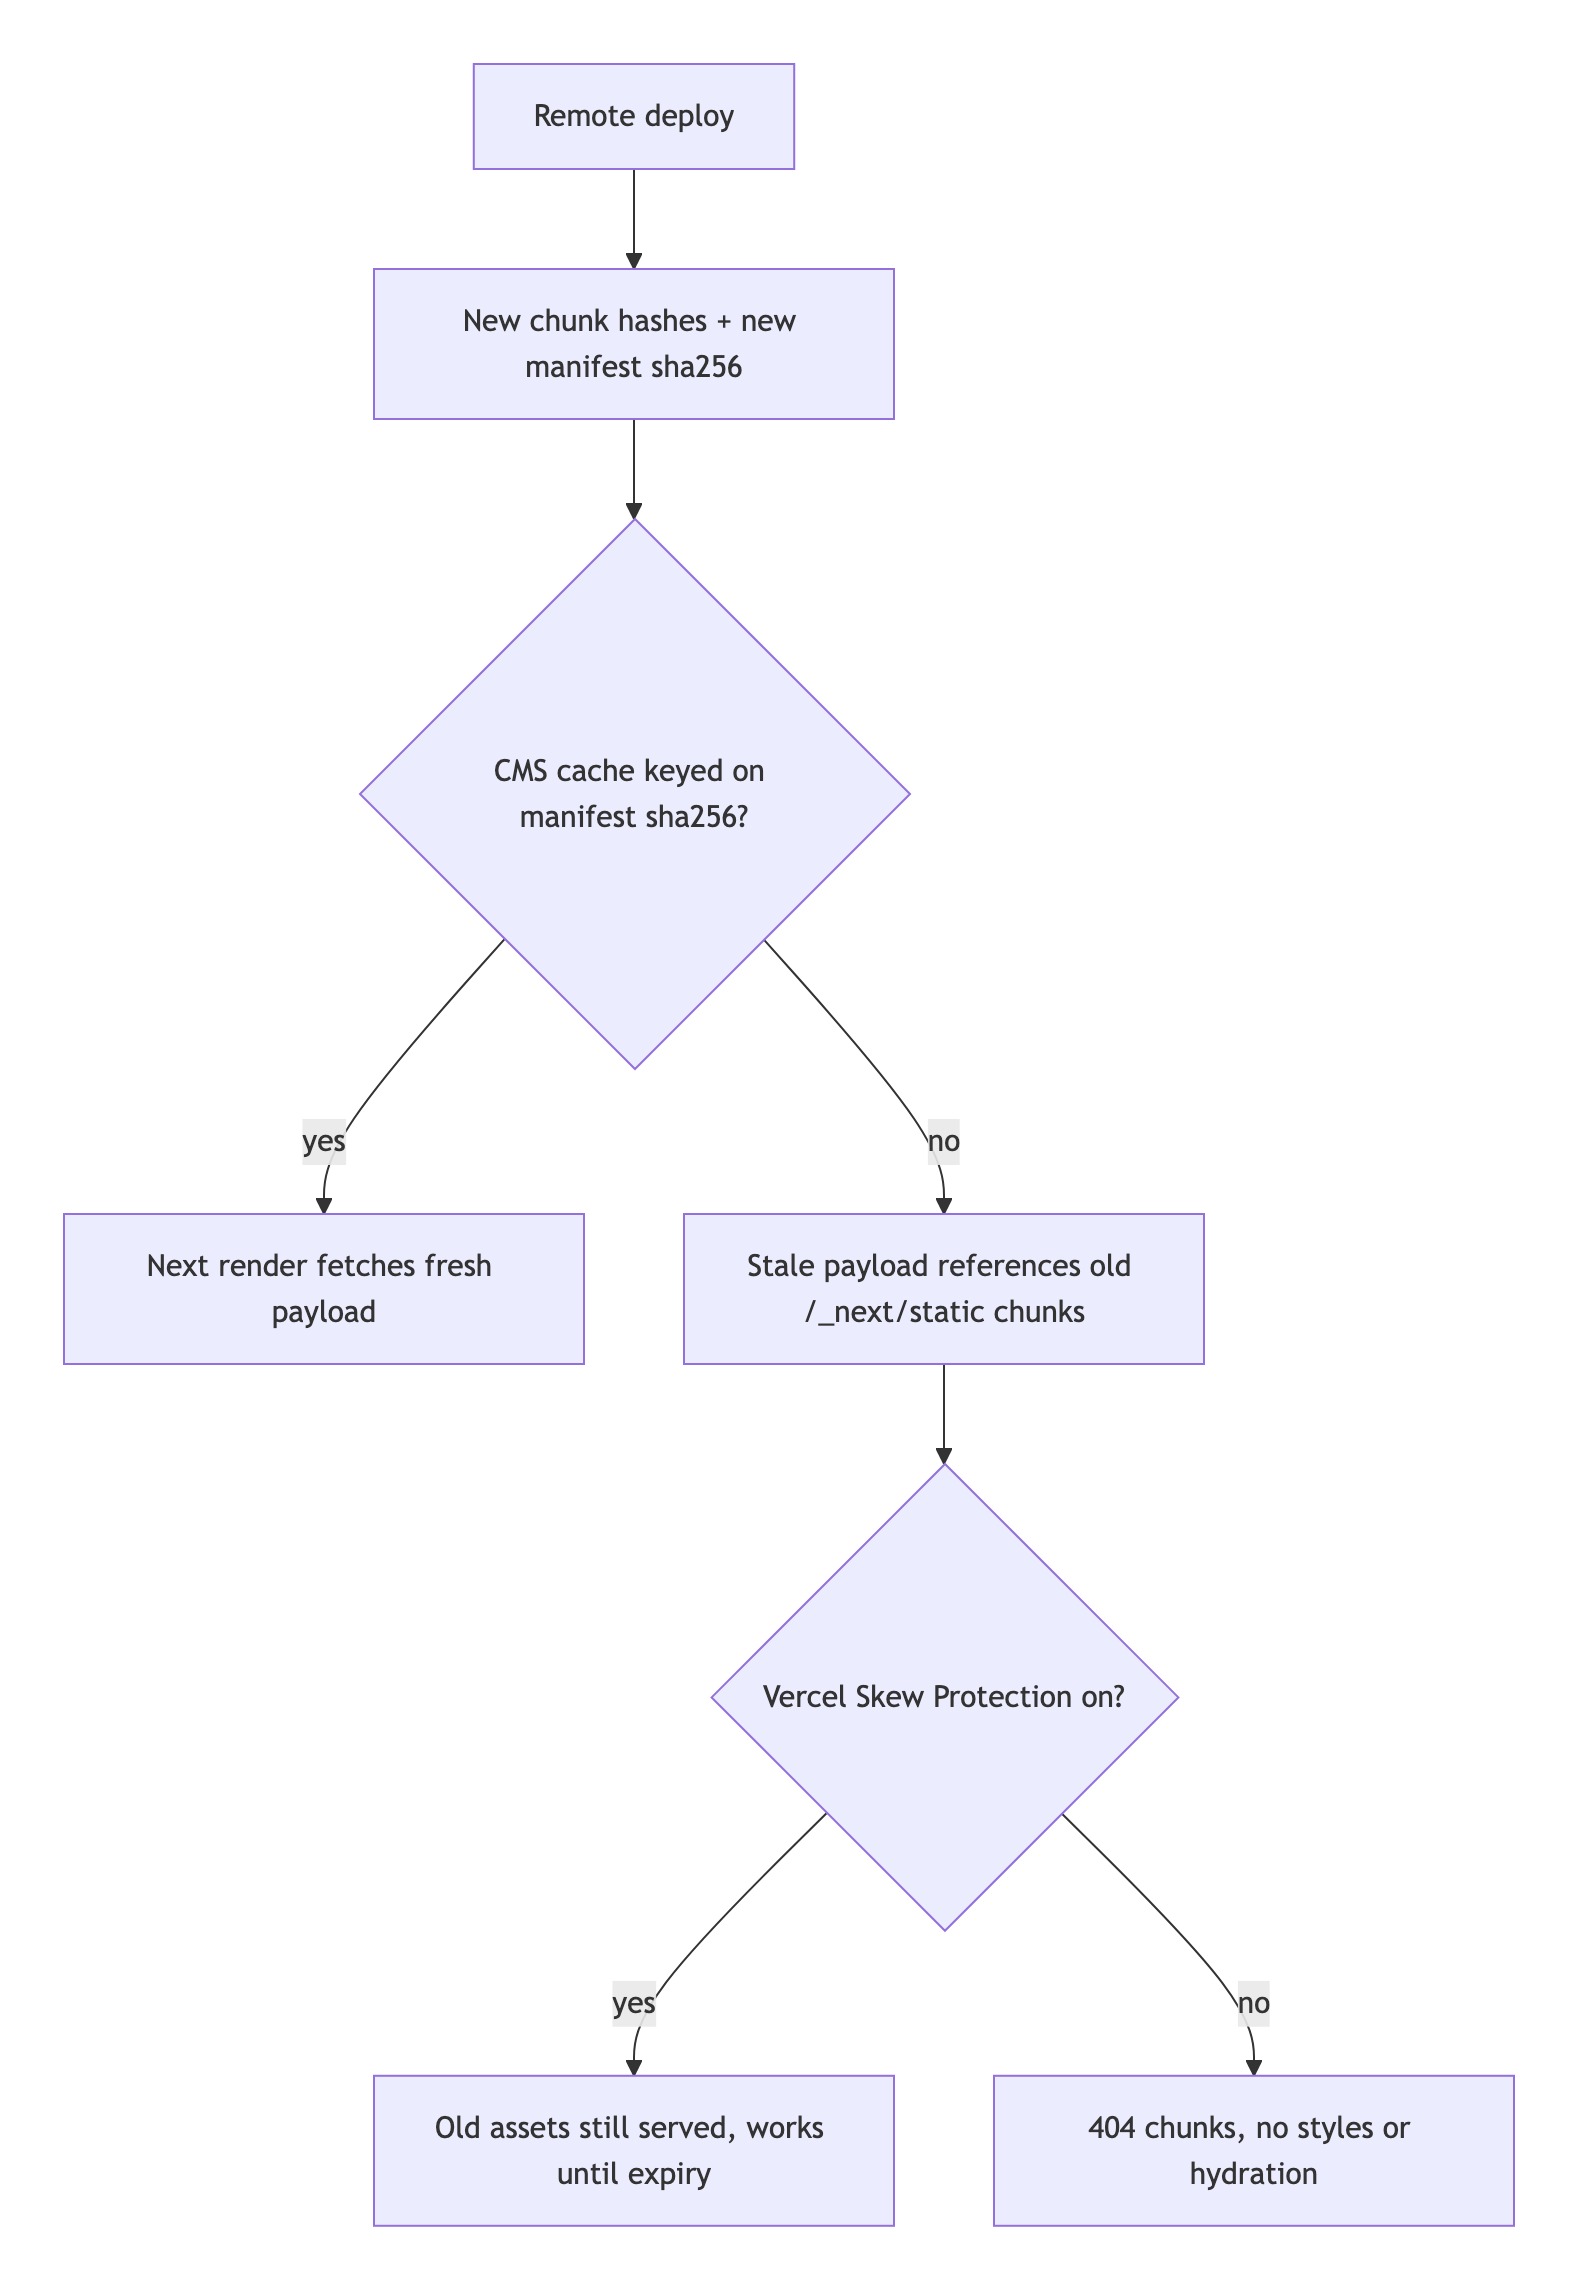 Remote deploy
New chunk hashes + new
manifest sha256
CMS cache keyed on
manifest sha256?
yes
no
Next render fetches fresh
payload
Stale payload references old
/_next/static chunks
Vercel Skew Protection on?
yes
no
Old assets still served, works
until expiry
404 chunks, no styles or
hydration